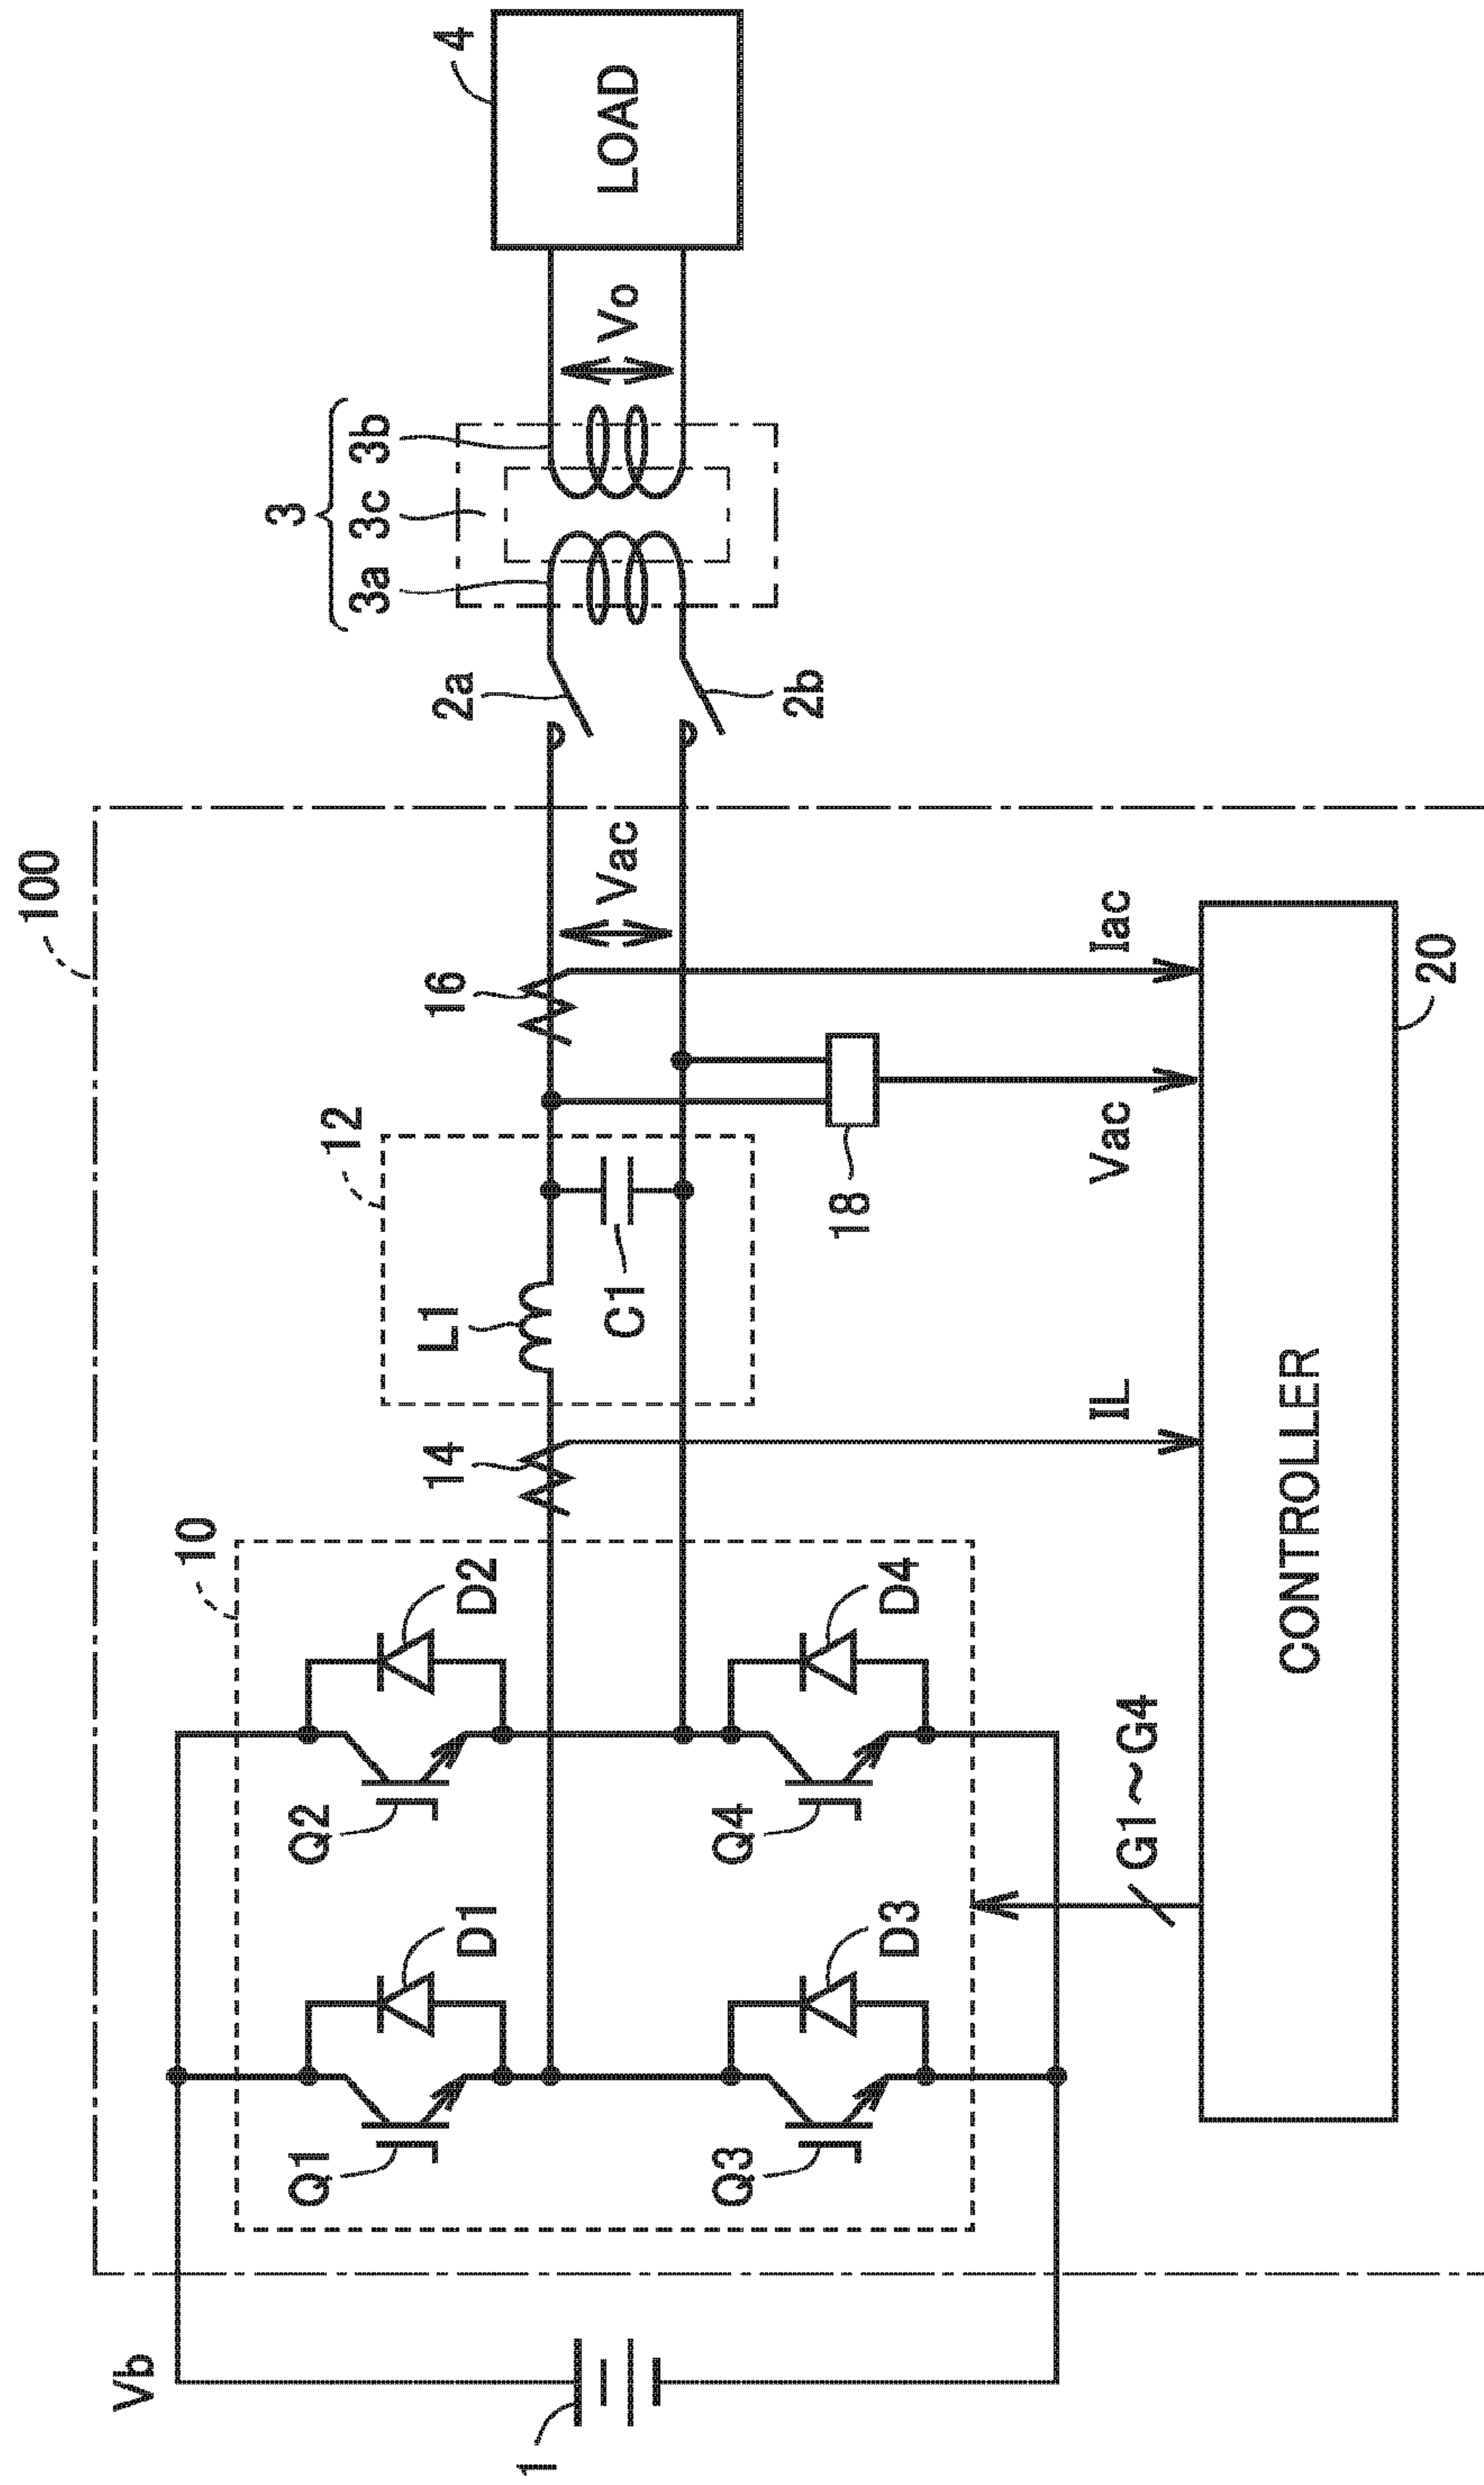 100
Vb
1
10
Q1
D1
Q2
D2
Q3
D3
Q4
D4
14
12
L1
C1
16
18
Vac
2a
2b
3
3a 3c 3b
Vo
4
LOAD
G1~G4
IL
Vac
Iac
CONTROLLER
20